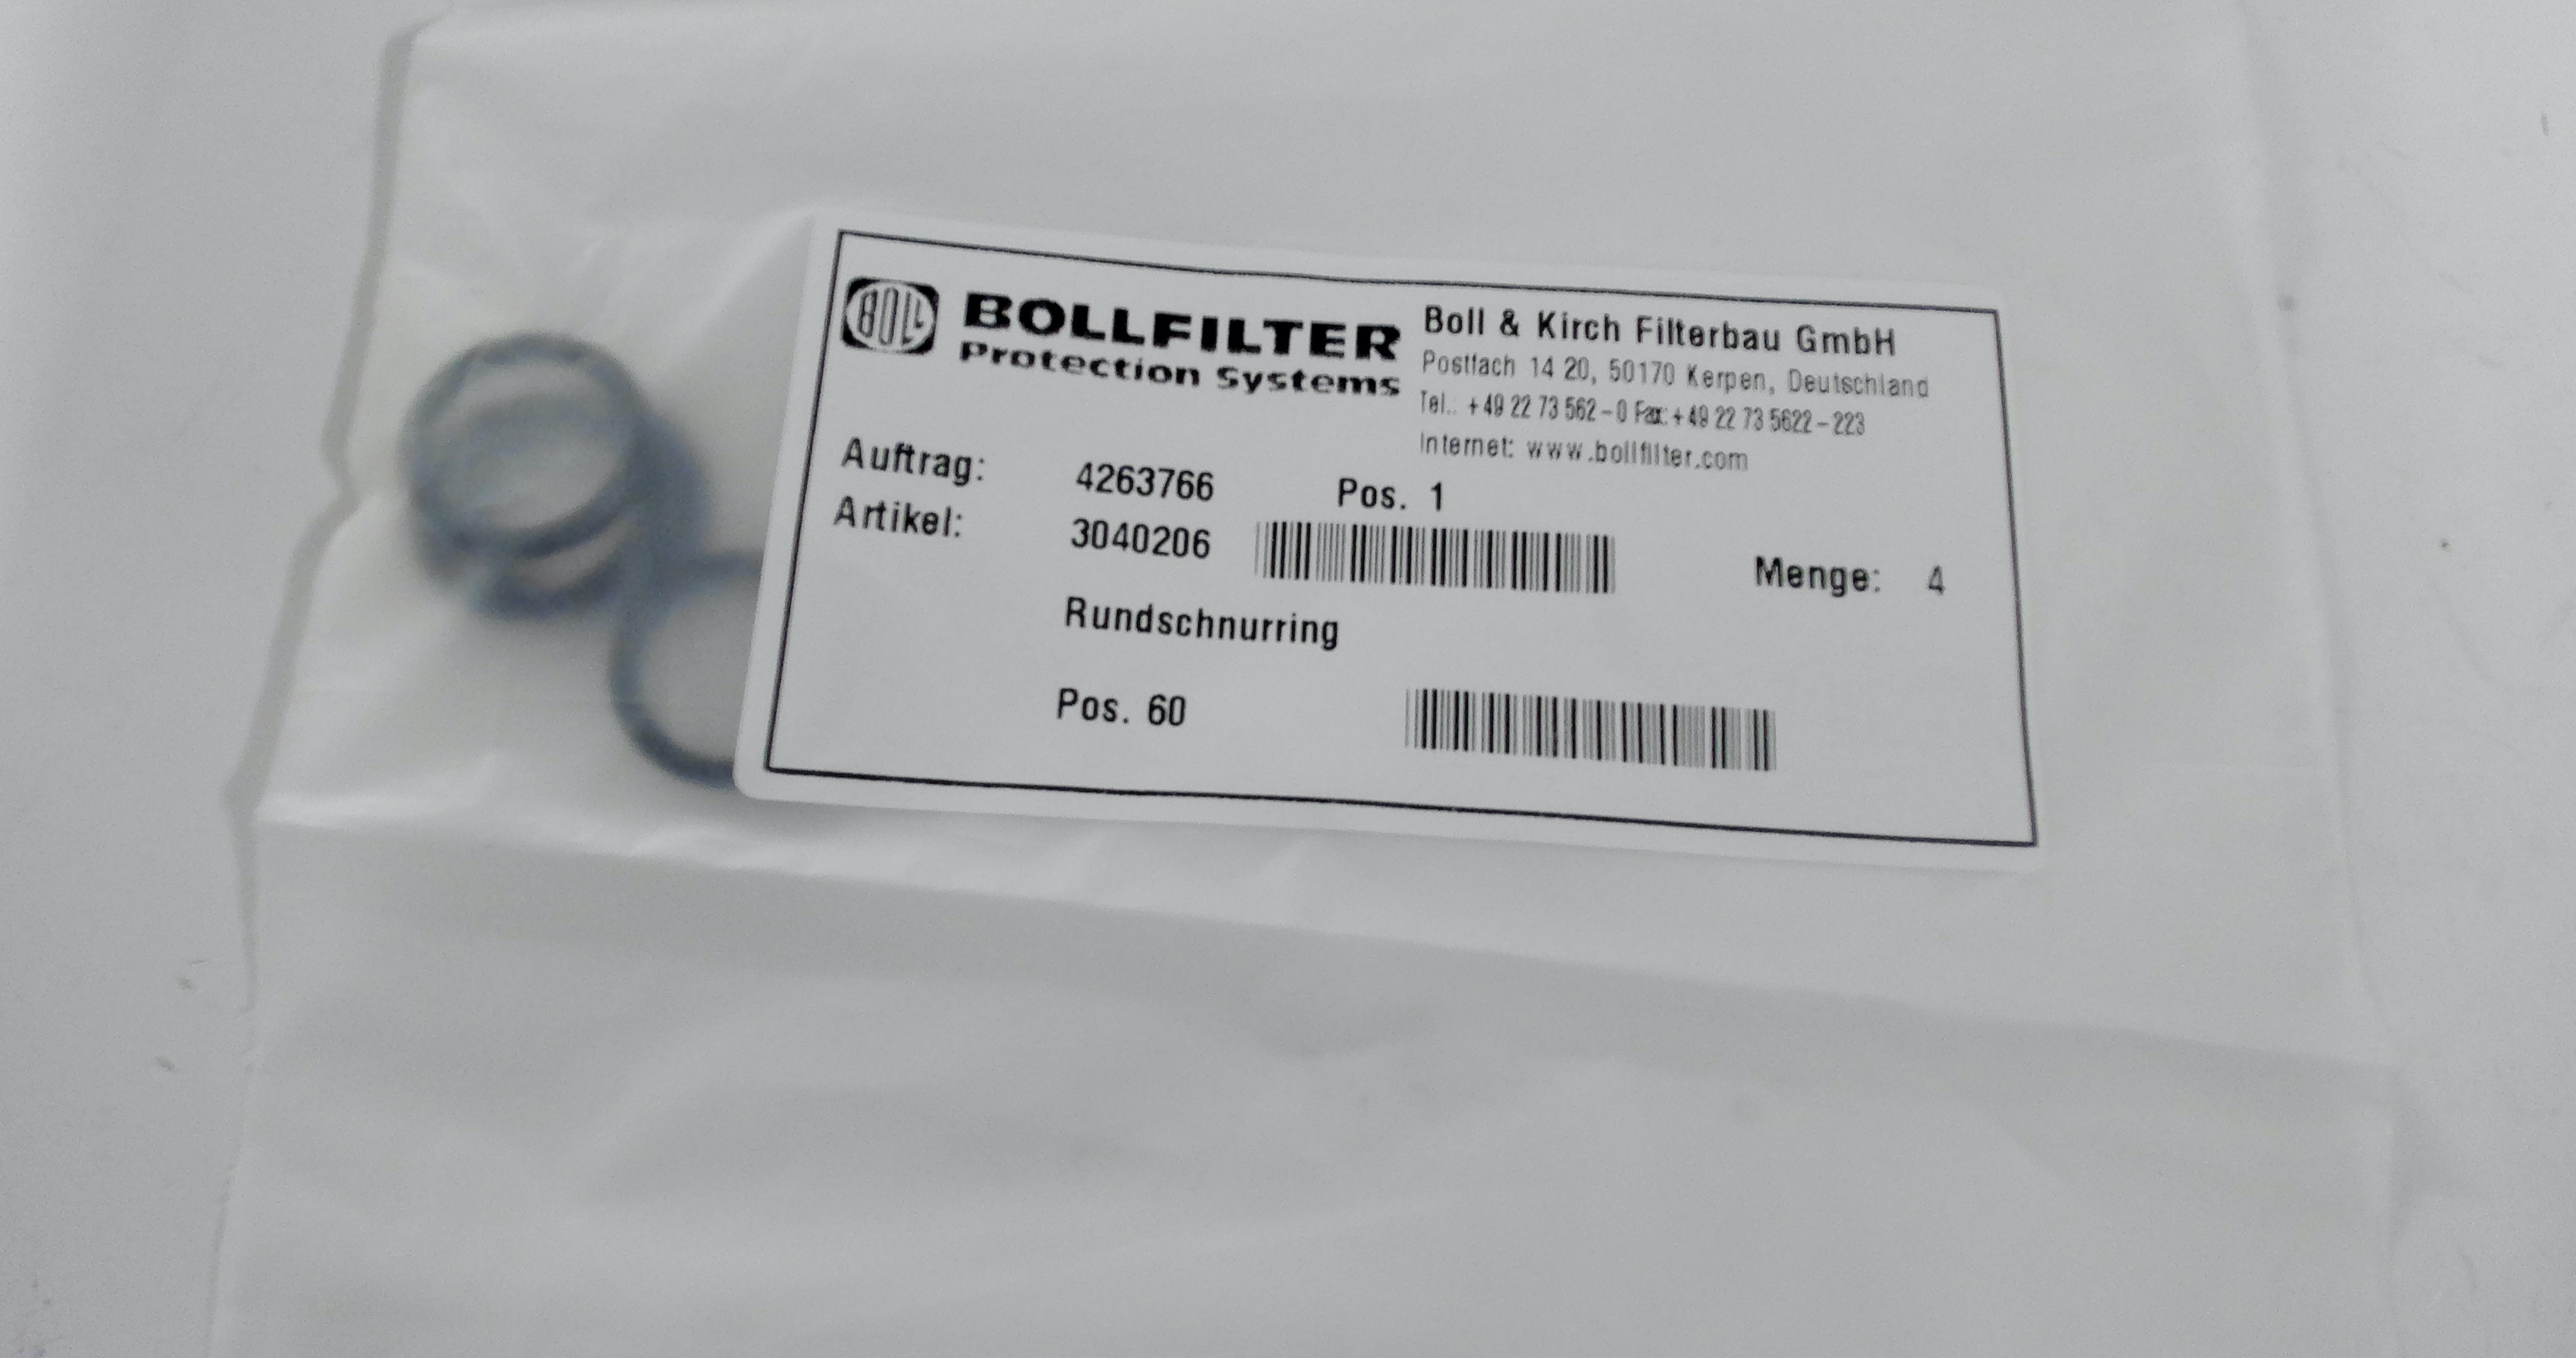 BOLL
BOLLFILTER
Protection Systems
Boll & Kirch Filterbau GmbH
Postfach 14 20, 50170 Kerpen, Deutschland
Tel.: +49 22 73 562-0 Fax:+49 22 73 5622-223
Internet: www.bollfilter.com
Auftrag: 4263766 Pos. 1
Artikel: 3040206
Menge: 4
Rundschnurring
Pos. 60